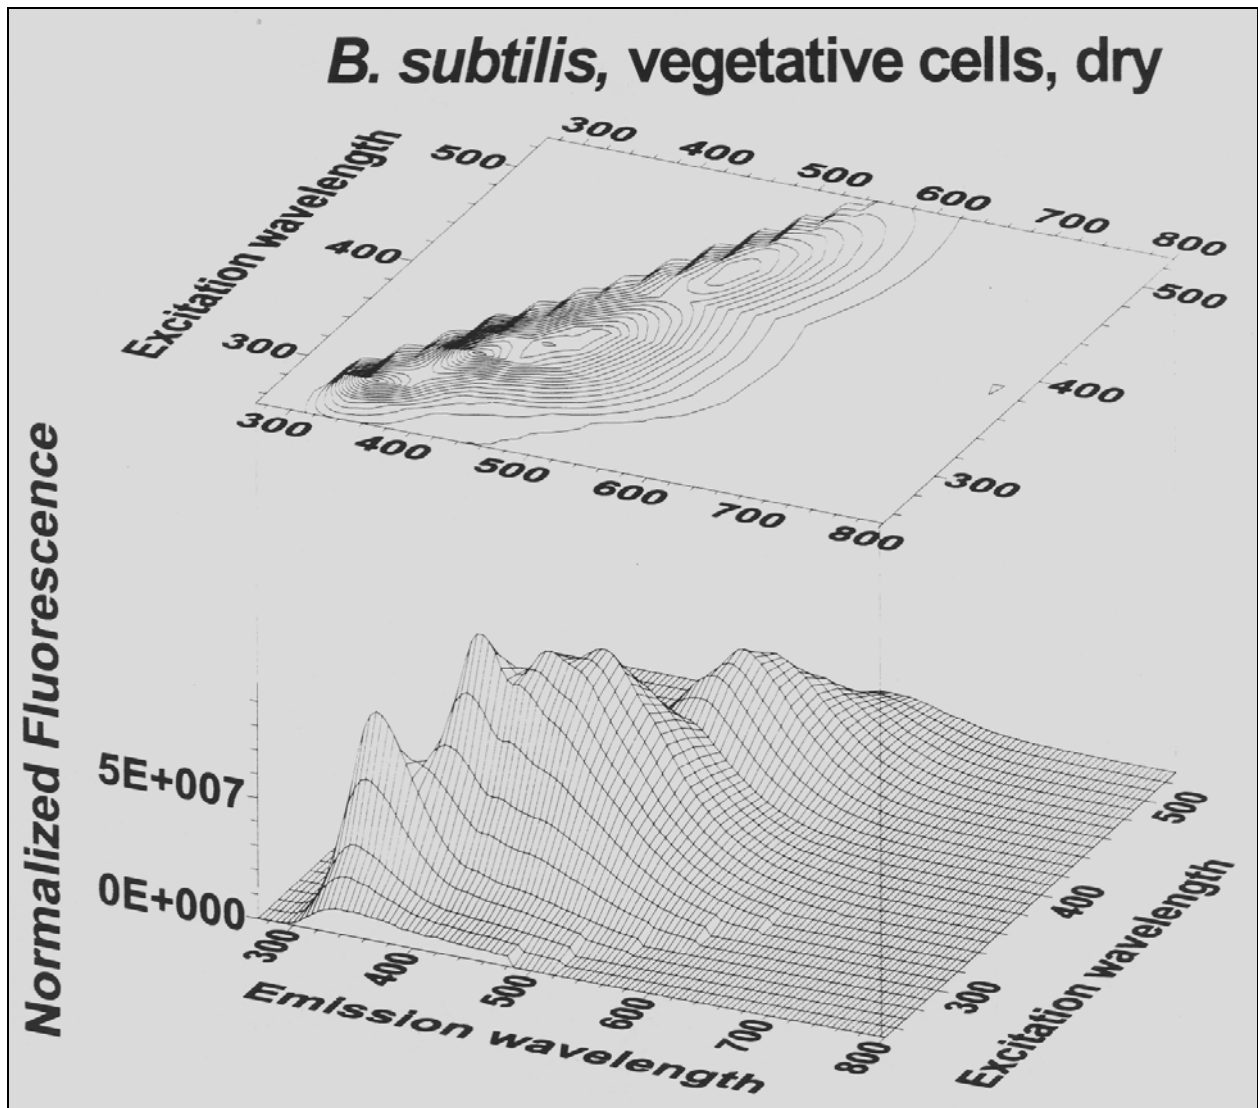 B. subtilis, vegetative cells, dry
Excitation wavelength
300 400 500 600 700 800
500
400
300
500
400
300
300 400 500 600 700 800
Normalized Fluorescence
5E+007
0E+000
300 400 500 600 700 800
Emission wavelength
500
400
300
Excitation wavelength